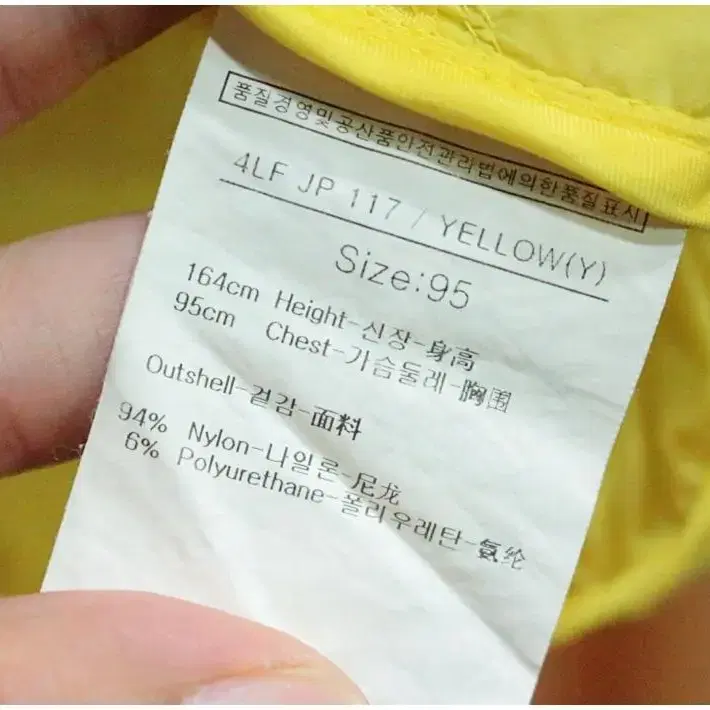 품질경영및공산품안전관리법에의한품질표시
4LF JP 117 / YELLOW(Y)
Size:95
164cm Height-신장-身高
95cm Chest-가슴둘레-胸围
Outshell-겉감-面料
94% Nylon-나일론-尼龙
6% Polyurethane-폴리우레탄-氨纶